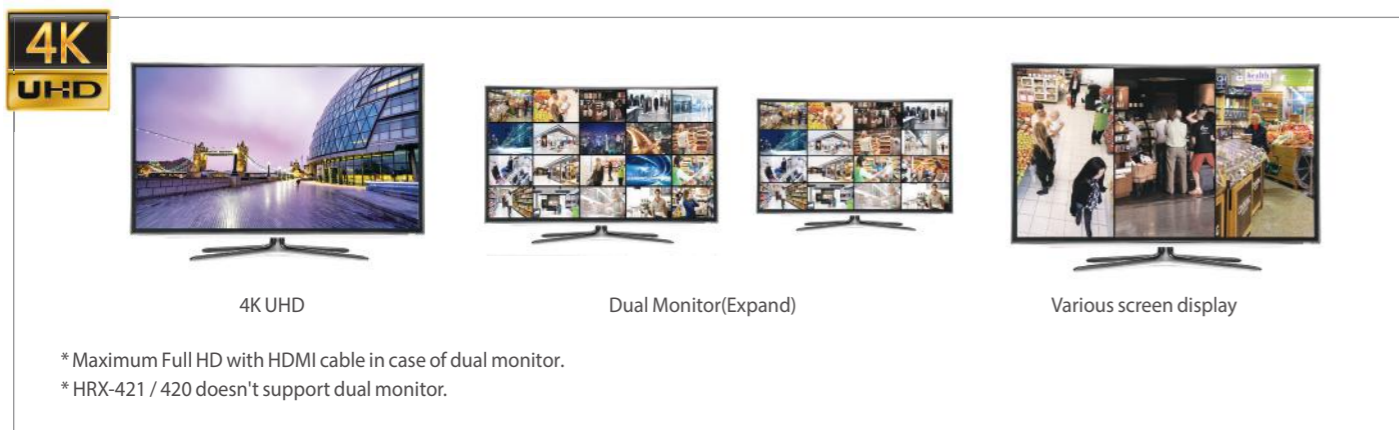 4K
UHD
health
4K UHD
Dual Monitor(Expand)
Various screen display
* Maximum Full HD with HDMI cable in case of dual monitor.
* HRX-421 / 420 doesn't support dual monitor.